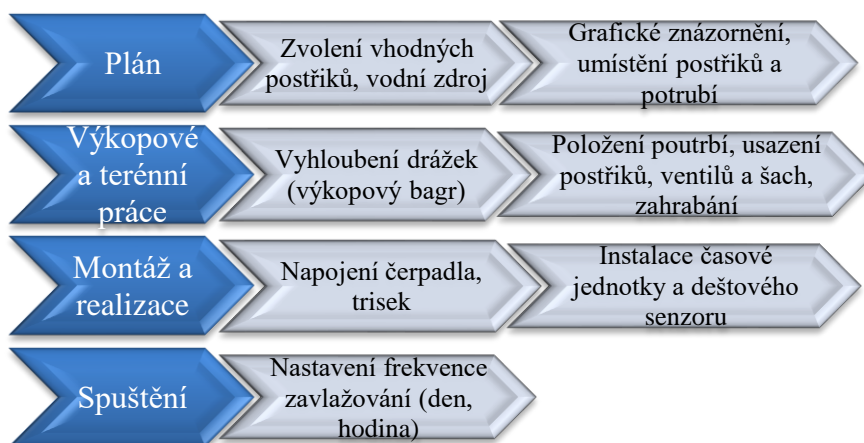 Plán
Zvolení vhodných
postřiků, vodní zdroj
Grafické znázornění,
umístění postřiků a
potrubí
Výkopové
a terénní
práce
Vyhloubení drážek
(výkopový bagr)
Položení poutrbí, usazení
postřiků, ventilů a šach,
zahrabání
Montáž a
realizace
Napojení čerpadla,
trisek
Instalace časové
jednotky a deštového
senzoru
Spuštění
Nastavení frekvence
zavlažování (den,
hodina)